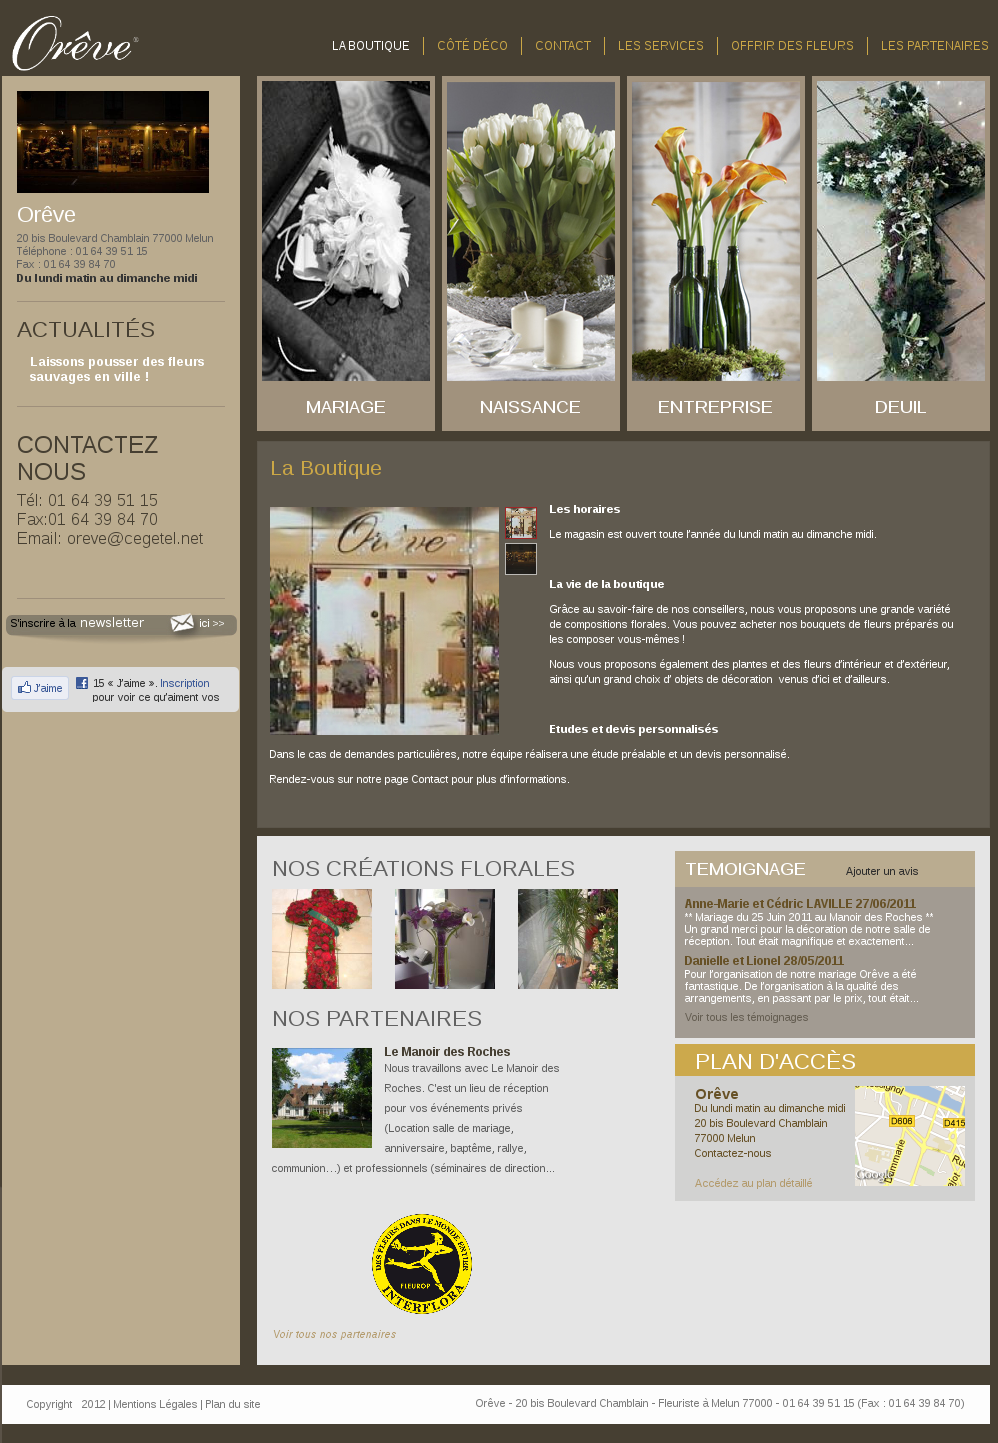 Orêve
LA BOUTIQUE
CÔTÉ DÉCO
CONTACT
LES SERVICES
OFFRIR DES FLEURS
LES PARTENAIRES
Orêve
20 bis Boulevard Chamblain 77000 Melun
Téléphone : 01 64 39 51 15
Fax : 01 64 39 84 70
Du lundi matin au dimanche midi
ACTUALITÉS
Laissons pousser des fleurs
sauvages en ville !
CONTACTEZ
NOUS
Tél: 01 64 39 51 15
Fax:01 64 39 84 70
Email: oreve@cegetel.net
S'inscrire à la newsletter ici >>
J'aime
15 « J'aime ». Inscription
pour voir ce qu'aiment vos
MARIAGE
NAISSANCE
ENTREPRISE
DEUIL
La Boutique
Orêve
Les horaires
Le magasin est ouvert toute l'année du lundi matin au dimanche midi.
La vie de la boutique
Grâce au savoir-faire de nos conseillers, nous vous proposons une grande variété
de compositions florales. Vous pouvez acheter nos bouquets de fleurs préparés ou
les composer vous-mêmes !
Nous vous proposons également des plantes et des fleurs d'intérieur et d'extérieur,
ainsi qu'un grand choix d' objets de décoration  venus d'ici et d'ailleurs.
Etudes et devis personnalisés
Dans le cas de demandes particulières, notre équipe réalisera une étude préalable et un devis personnalisé.
Rendez-vous sur notre page Contact pour plus d'informations.
NOS CRÉATIONS FLORALES
NOS PARTENAIRES
Le Manoir des Roches
Nous travaillons avec Le Manoir des
Roches. C'est un lieu de réception
pour vos événements privés
(Location salle de mariage,
anniversaire, baptême, rallye,
communion...) et professionnels (séminaires de direction...
DES FLEURS DANS LE MONDE ENTIER
FLEUROP
INTERFLORA
Voir tous nos partenaires
TEMOIGNAGE
Ajouter un avis
Anne-Marie et Cédric LAVILLE 27/06/2011
** Mariage du 25 Juin 2011 au Manoir des Roches **
Un grand merci pour la décoration de notre salle de
réception. Tout était magnifique et exactement...
Danielle et Lionel 28/05/2011
Pour l'organisation de notre mariage Orêve a été
fantastique. De l'organisation à la qualité des
arrangements, en passant par le prix, tout était...
Voir tous les témoignages
PLAN D'ACCÈS
Orêve
Du lundi matin au dimanche midi
20 bis Boulevard Chamblain
77000 Melun
Contactez-nous
Accédez au plan détaillé
D606
D415
Dammarie
Google
Copyright  2012 | Mentions Légales | Plan du site
Orêve - 20 bis Boulevard Chamblain - Fleuriste à Melun 77000 - 01 64 39 51 15 (Fax : 01 64 39 84 70)